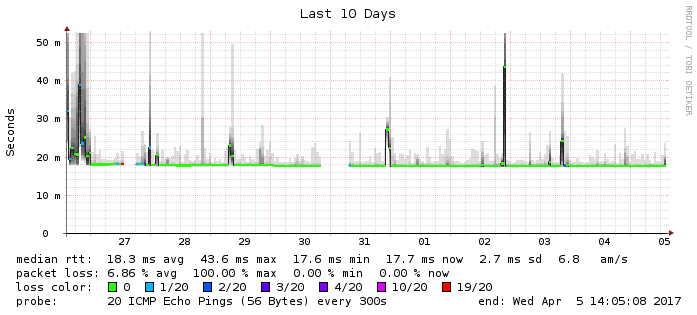 Last 10 Days
RRDTOOL / TOBI OETIKER
Seconds
50 m
40 m
30 m
20 m
10 m
0
27 28 29 30 31 01 02 03 04 05
median rtt: 18.3 ms avg 43.6 ms max 17.6 ms min 17.7 ms now 2.7 ms sd 6.8 am/s
packet loss: 6.86 % avg 100.00 % max 0.00 % min 0.00 % now
loss color: 0 1/20 2/20 3/20 4/20 10/20 19/20
probe: 20 ICMP Echo Pings (56 Bytes) every 300s end: Wed Apr 5 14:05:08 2017